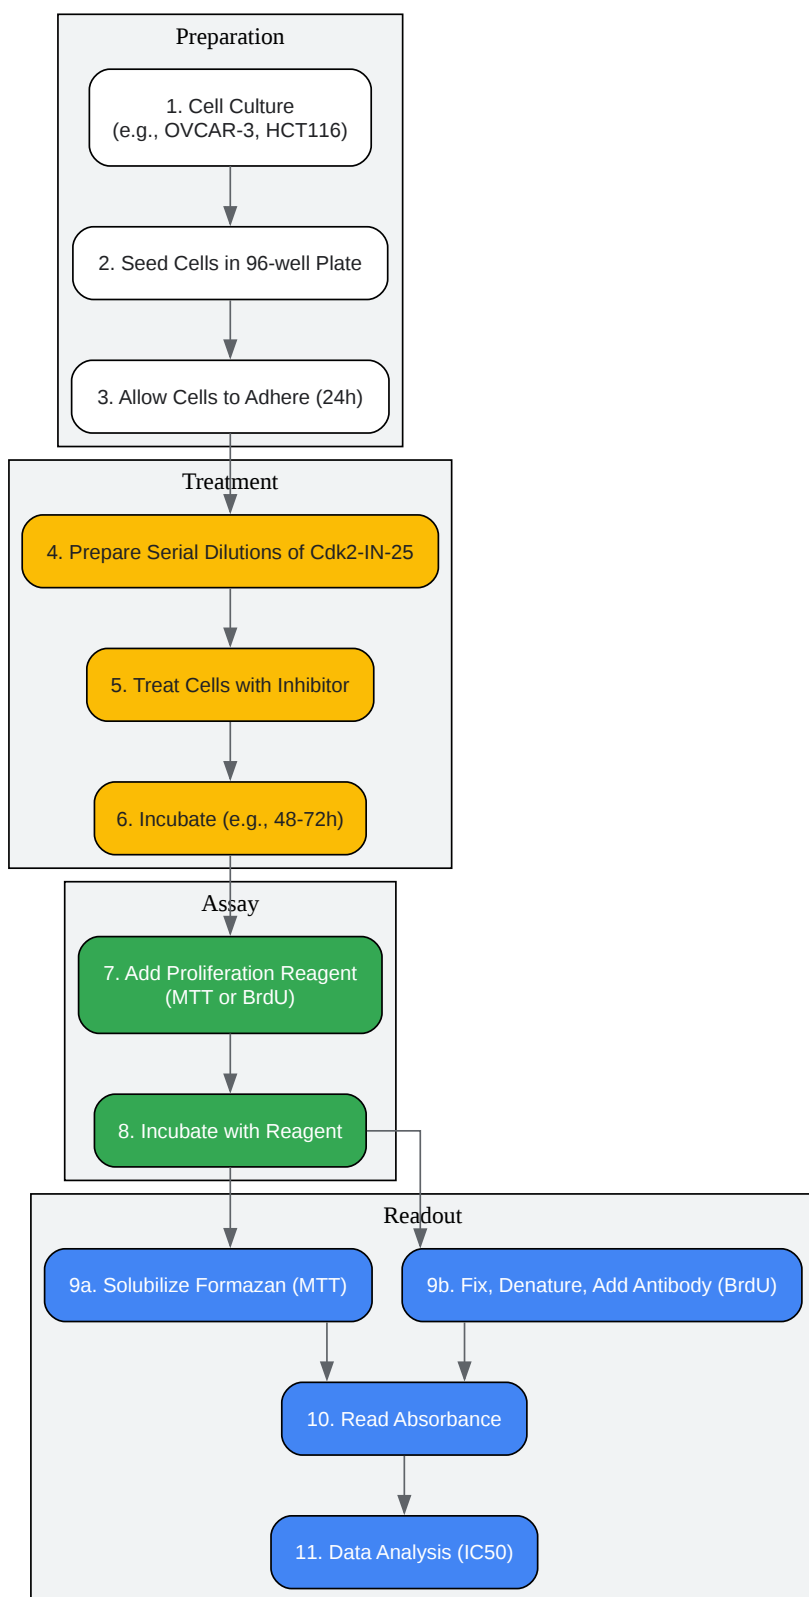 Preparation
1. Cell Culture
(e.g., OVCAR-3, HCT116)
2. Seed Cells in 96-well Plate
3. Allow Cells to Adhere (24h)
Treatment
4. Prepare Serial Dilutions of Cdk2-IN-25
5. Treat Cells with Inhibitor
6. Incubate (e.g., 48-72h)
Assay
7. Add Proliferation Reagent
(MTT or BrdU)
8. Incubate with Reagent
Readout
9a. Solubilize Formazan (MTT)
9b. Fix, Denature, Add Antibody (BrdU)
10. Read Absorbance
11. Data Analysis (IC50)